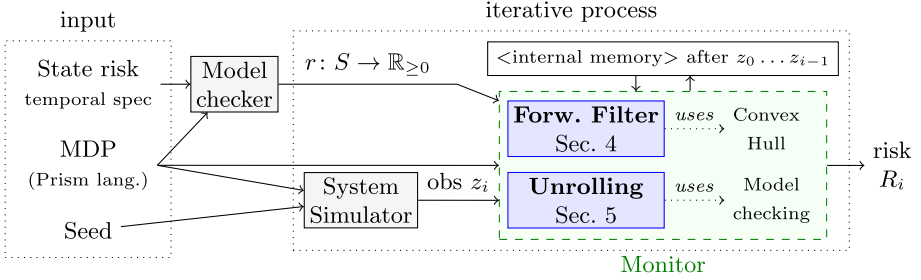 input
iterative process
State risk
temporal spec
Model
checker
r: S → ℝ≥0
<internal memory> after z0 ... zi−1
MDP
(Prism lang.)
Forw. Filter
Sec. 4
uses
Convex
Hull
risk
Ri
System
Simulator
obs zi
Unrolling
Sec. 5
uses
Model
checking
Seed
Monitor